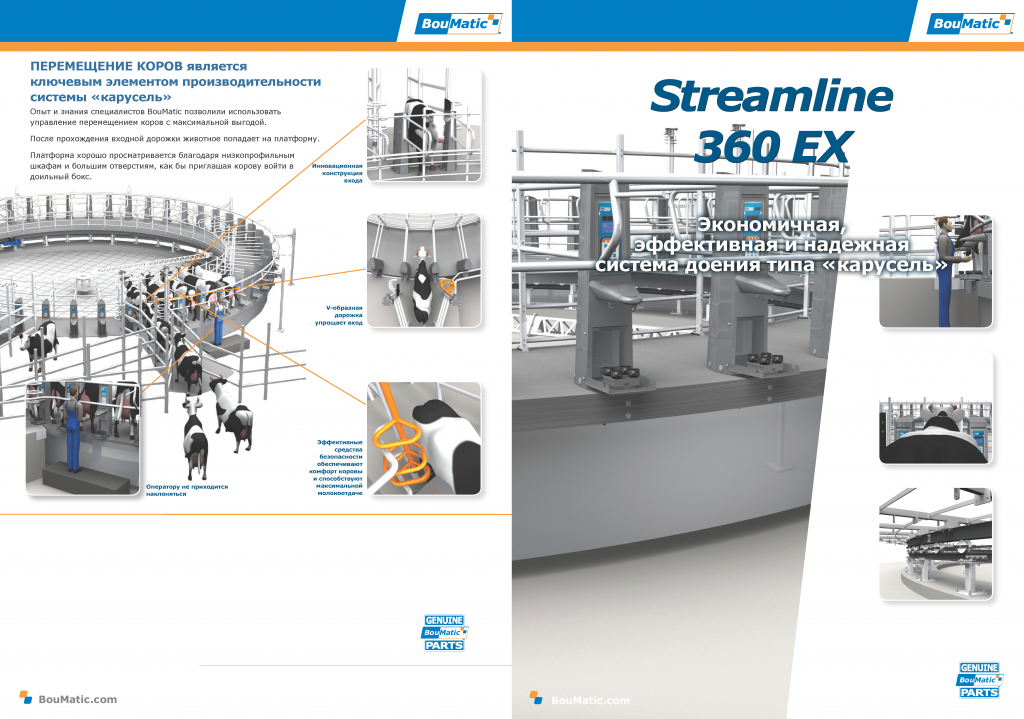 BouMatic
ПЕРЕМЕЩЕНИЕ КОРОВ является
ключевым элементом производительности
системы «карусель»
Опыт и знания специалистов BouMatic позволили использовать
управление перемещением коров с максимальной выгодой.
После прохождения входной дорожки животное попадает на платформу.
Платформа хорошо просматривается благодаря низкопрофильным
шкафам и большим отверстиям, как бы приглашая корову войти в
доильный бокс.
Инновационная
конструкция
входа
V-образная
дорожка
упрощает вход
Эффективные
средства
безопасности
обеспечивают
комфорт коровы
и способствуют
максимальной
молокоотдаче
Оператору не приходится
наклоняться
GENUINE
BouMatic
PARTS
BouMatic.com
BouMatic
Streamline
360 EX
Экономичная,
эффективная и надежная
система доения типа «карусель»
GENUINE
BouMatic
PARTS
BouMatic.com